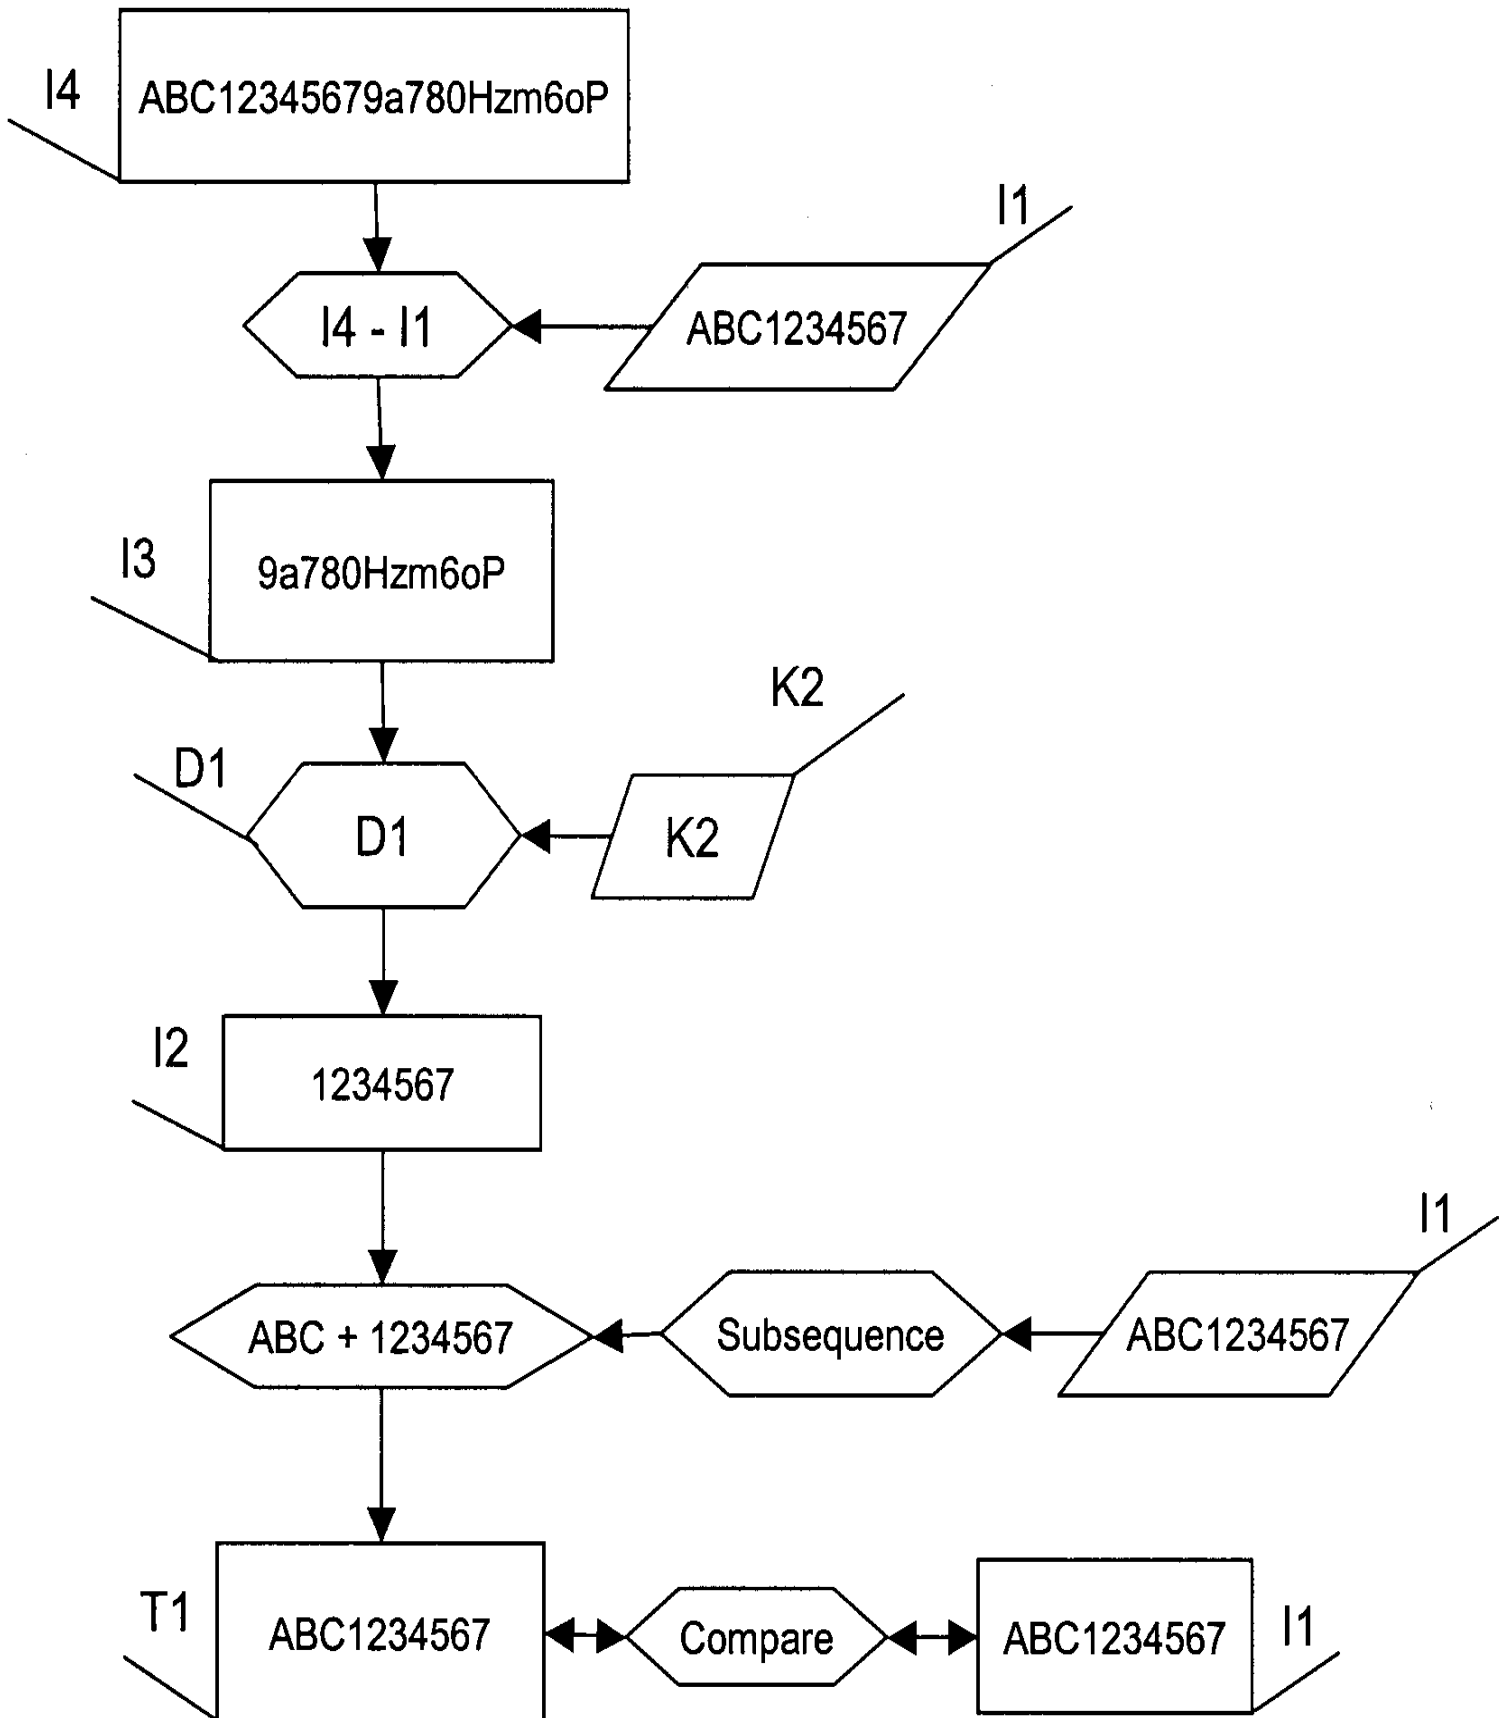 I4
ABC12345679a780Hzm6oP
I1
I4 - I1
ABC1234567
I3
9a780Hzm6oP
K2
D1
D1
K2
I2
1234567
I1
ABC + 1234567
Subsequence
ABC1234567
T1
ABC1234567
Compare
ABC1234567
I1